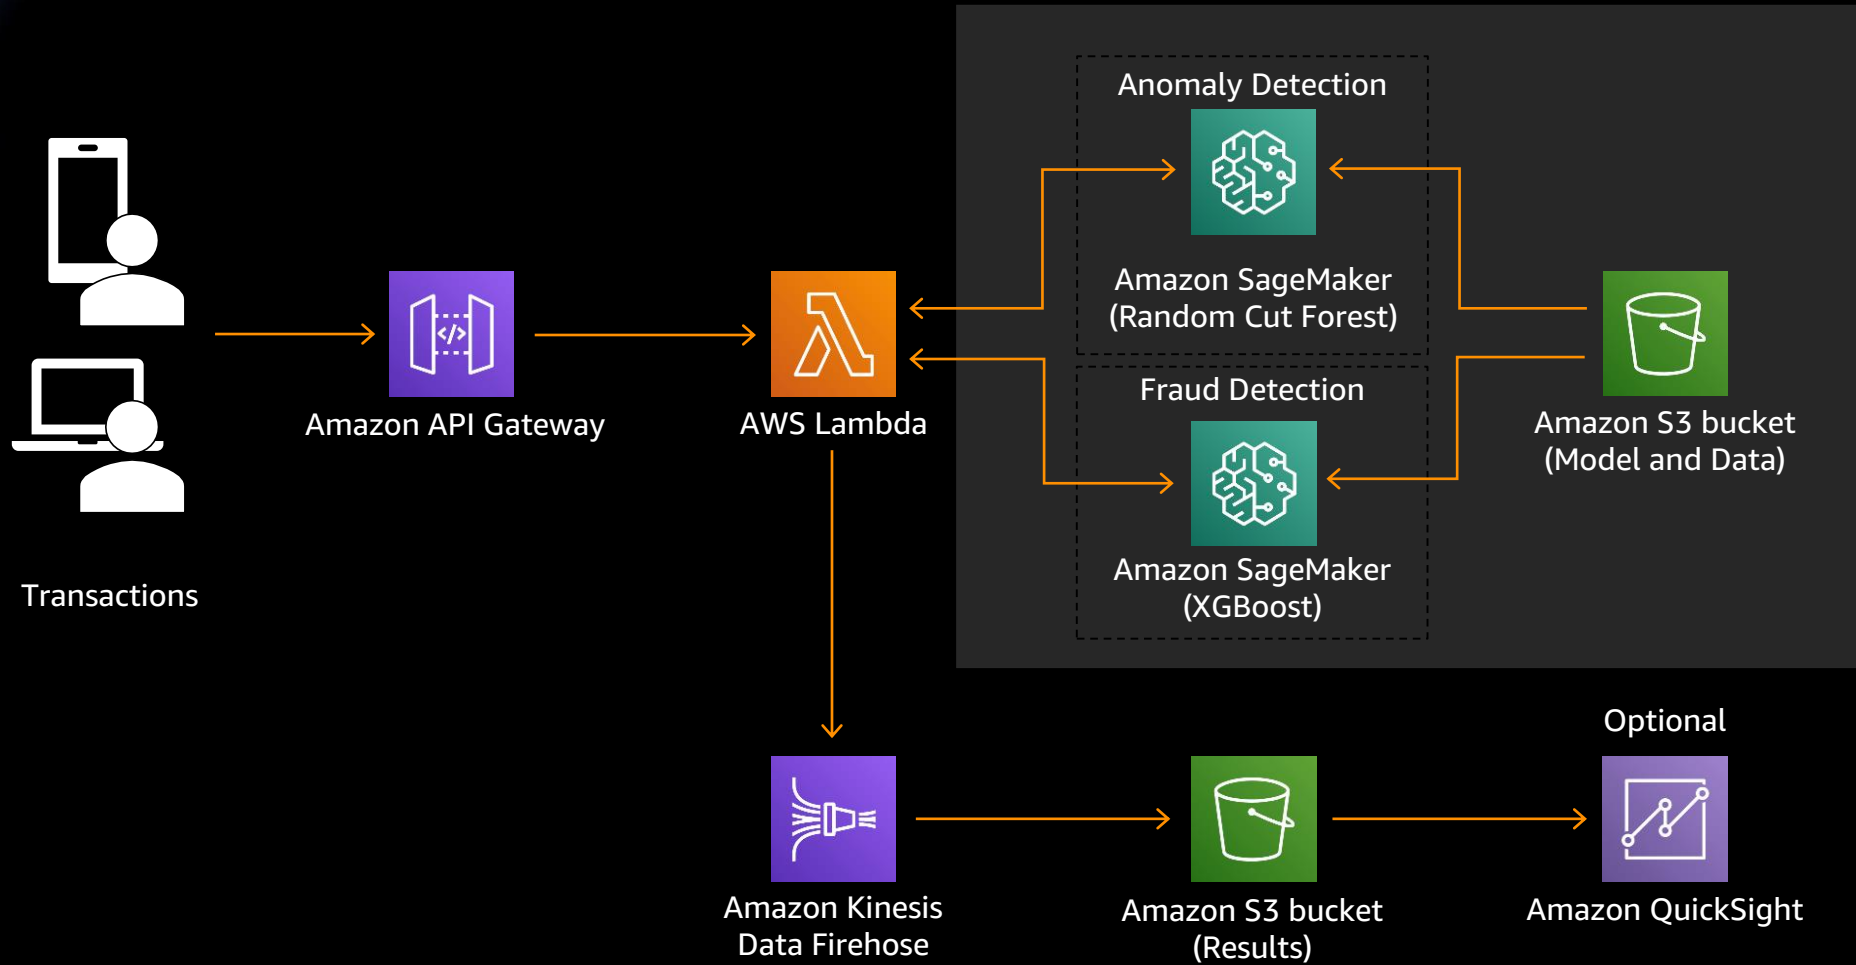 Anomaly Detection
Amazon SageMaker
(Random Cut Forest)
</>
Amazon API Gateway
AWS Lambda
Fraud Detection
Amazon SageMaker
(XGBoost)
Amazon S3 bucket
(Model and Data)
Transactions
Optional
Amazon Kinesis
Data Firehose
Amazon S3 bucket
(Results)
Amazon QuickSight